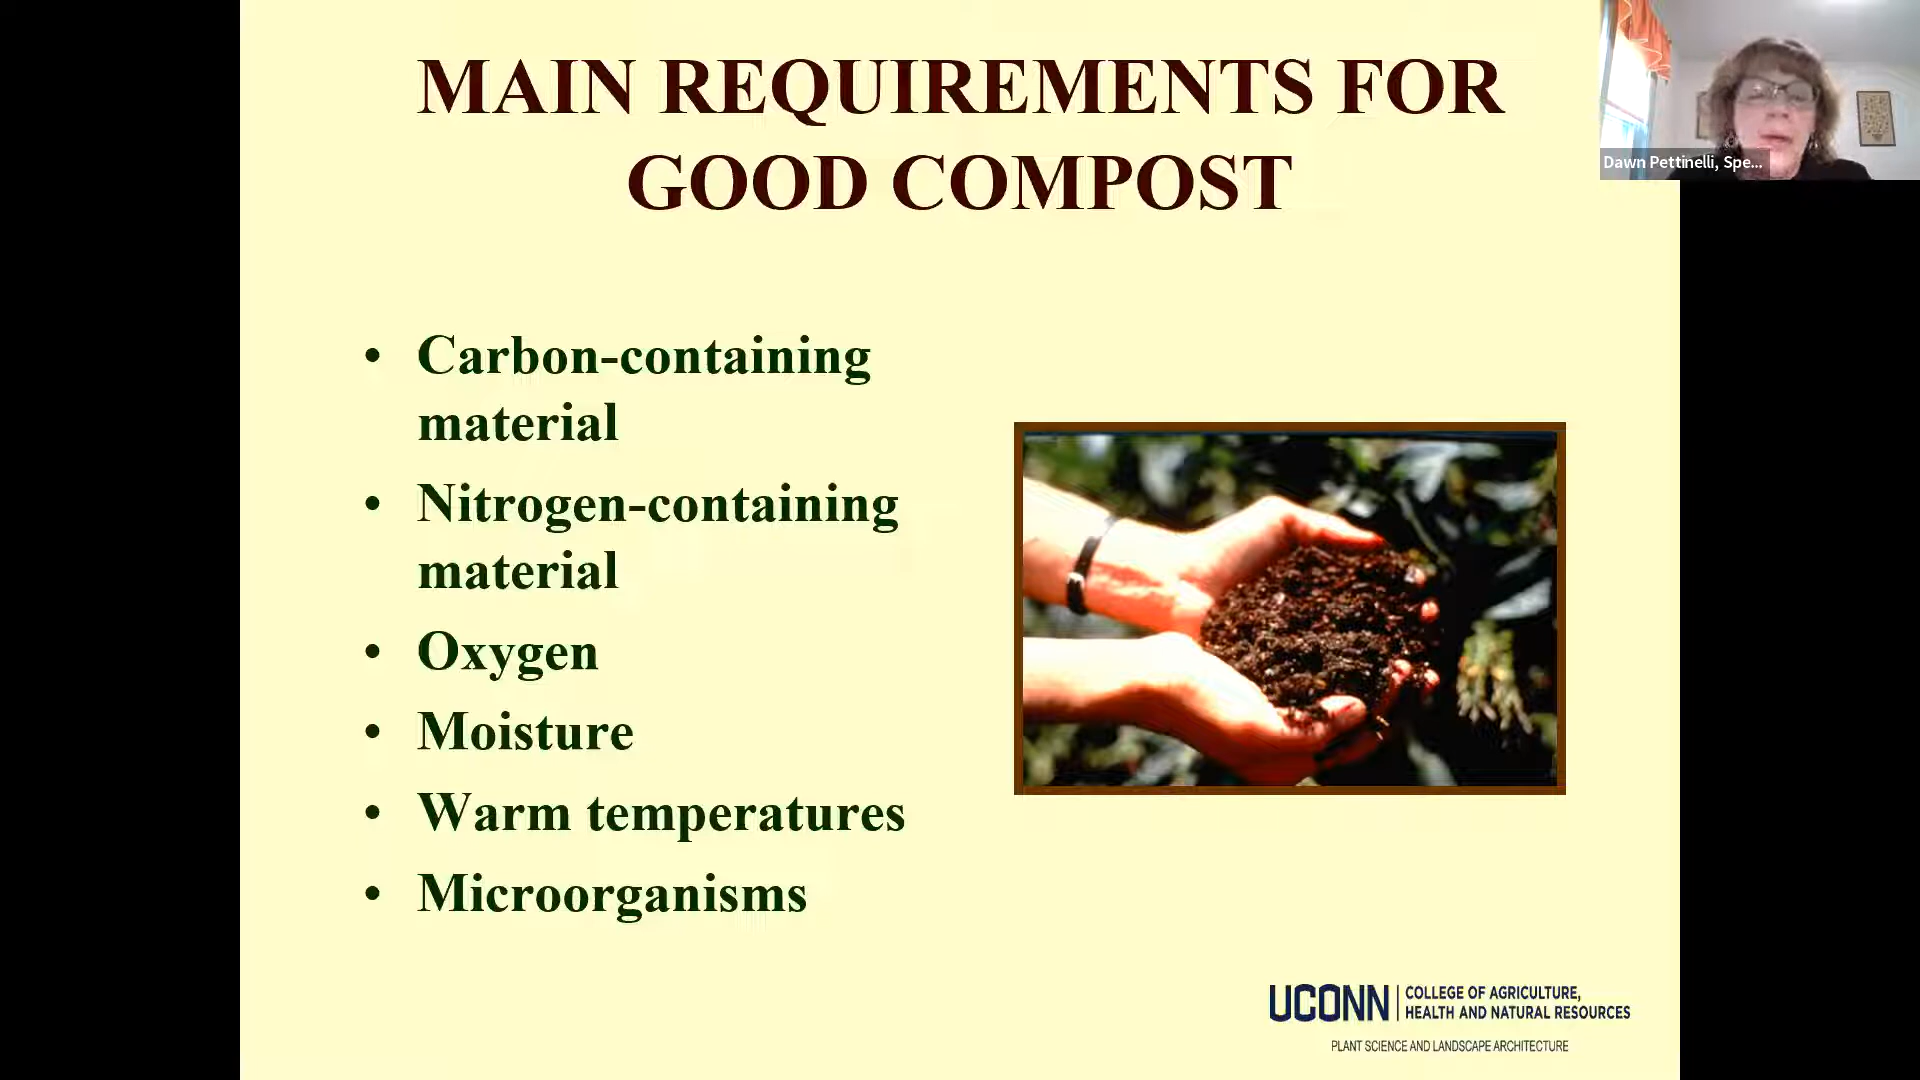 MAIN REQUIREMENTS FOR
GOOD COMPOST
Dawn Pettinelli, Spe...
• Carbon-containing
material
• Nitrogen-containing
material
• Oxygen
• Moisture
• Warm temperatures
• Microorganisms
UCONN
COLLEGE OF AGRICULTURE,
HEALTH AND NATURAL RESOURCES
PLANT SCIENCE AND LANDSCAPE ARCHITECTURE